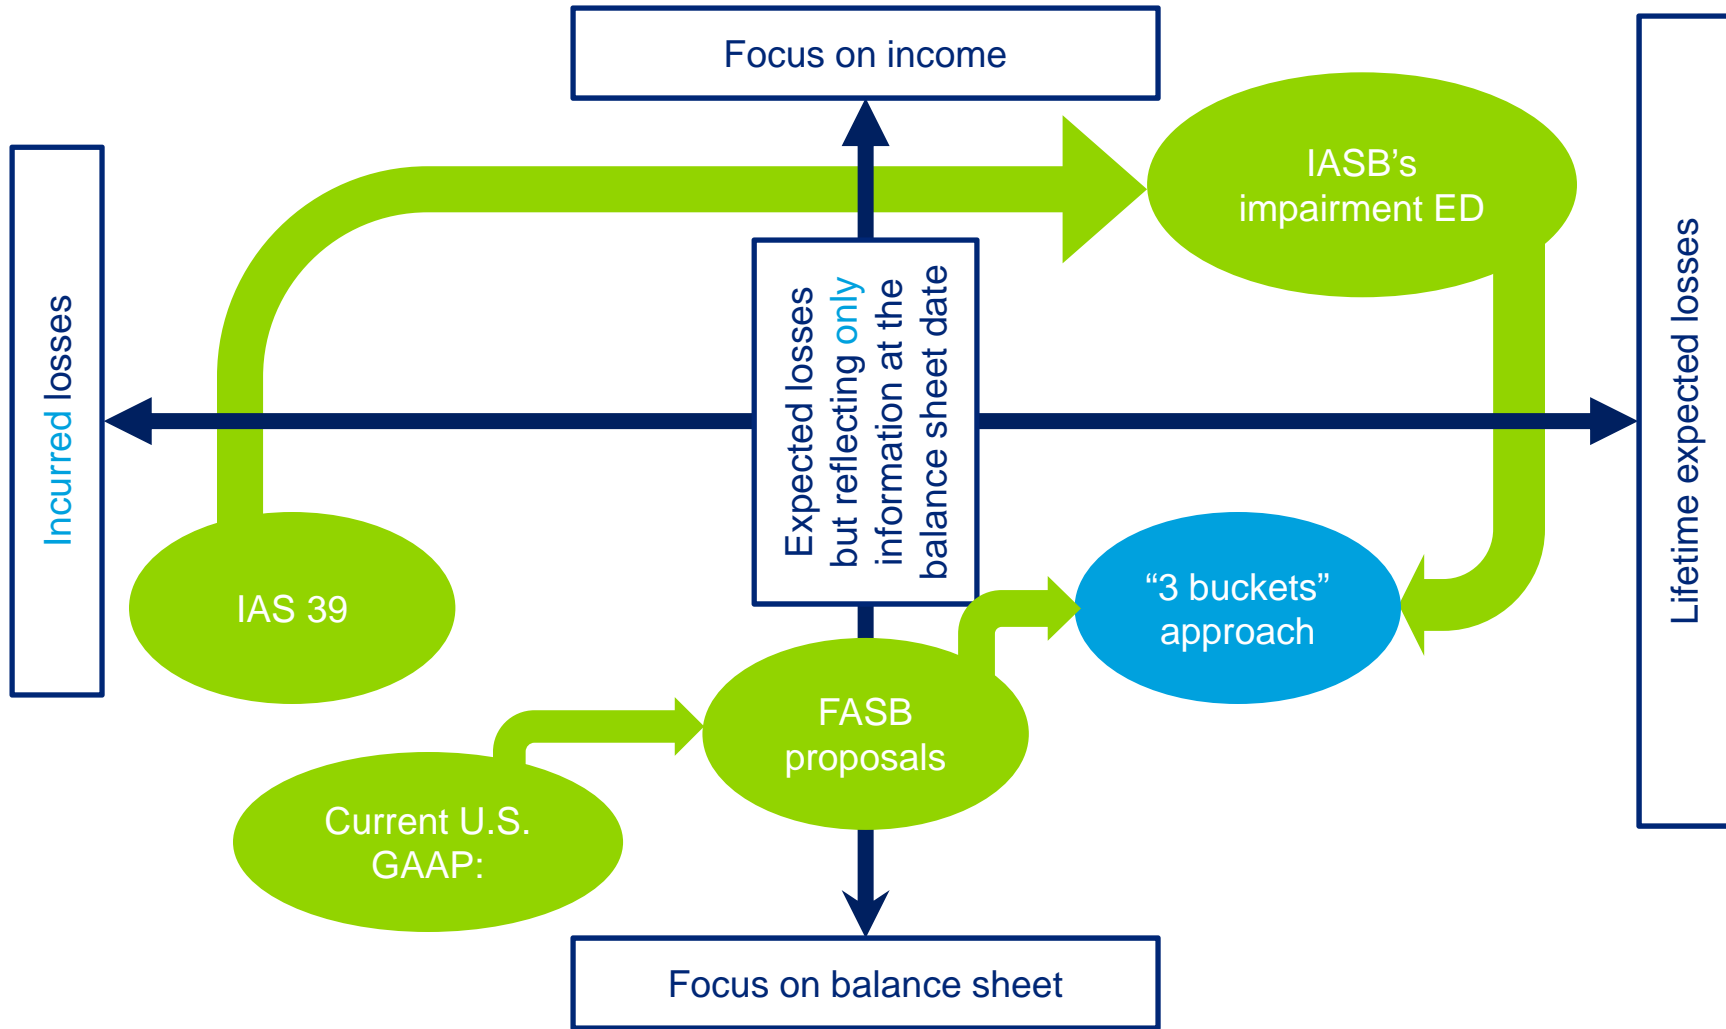 Focus on income
IASB's
impairment ED
Incurred losses
Expected losses
but reflecting only
information at the
balance sheet date
Lifetime expected losses
IAS 39
“3 buckets”
approach
FASB
proposals
Current U.S.
GAAP:
Focus on balance sheet